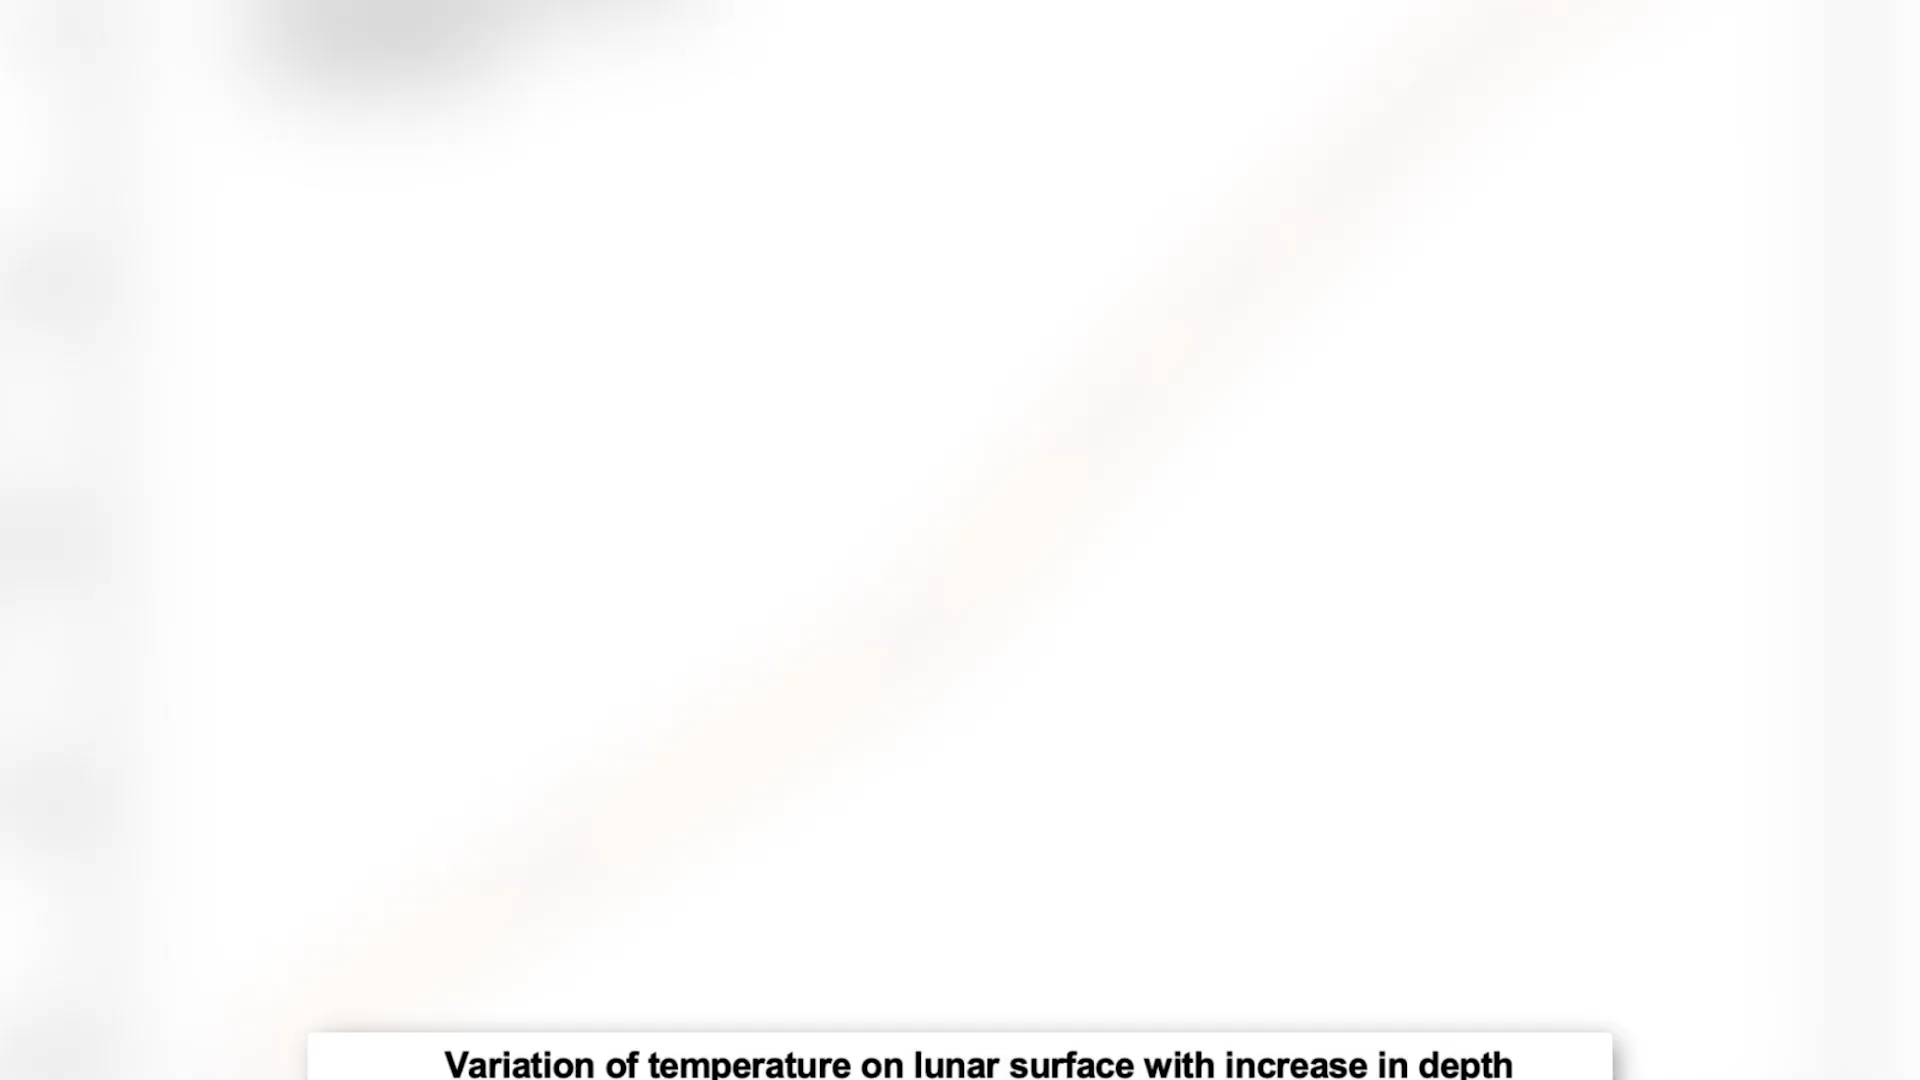 Variation of temperature on lunar surface with increase in depth